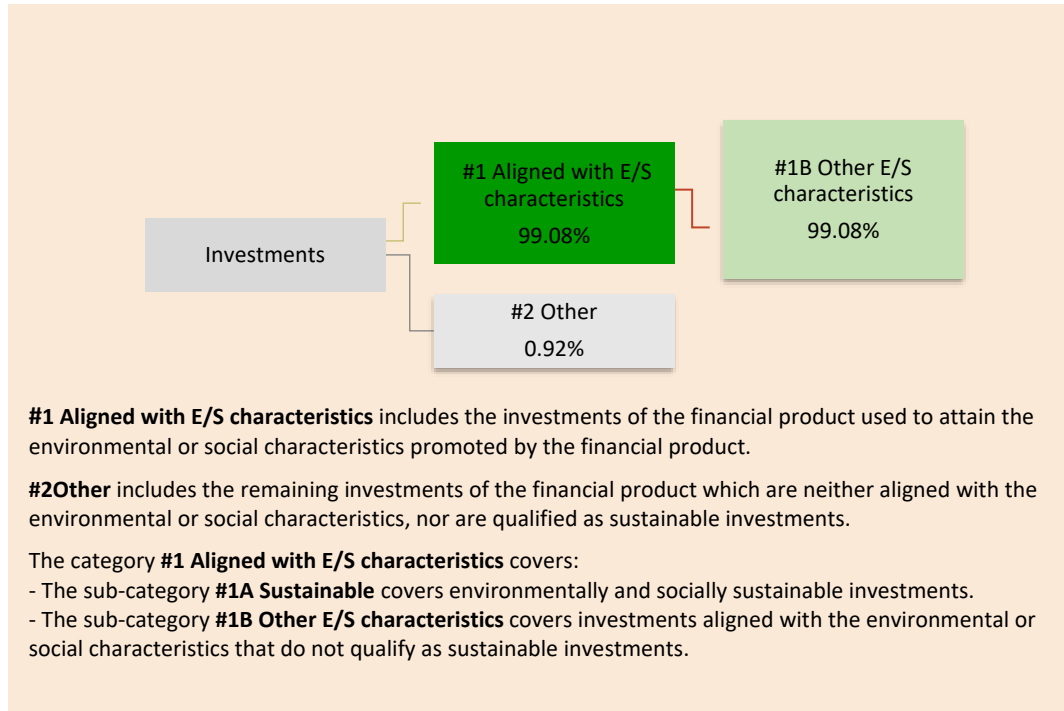 #1 Aligned with E/S
characteristics
99.08%
#1B Other E/S
characteristics
99.08%
Investments
#2 Other
0.92%
#1 Aligned with E/S characteristics includes the investments of the financial product used to attain the
environmental or social characteristics promoted by the financial product.
#2Other includes the remaining investments of the financial product which are neither aligned with the
environmental or social characteristics, nor are qualified as sustainable investments.
The category #1 Aligned with E/S characteristics covers:
- The sub-category #1A Sustainable covers environmentally and socially sustainable investments.
- The sub-category #1B Other E/S characteristics covers investments aligned with the environmental or
social characteristics that do not qualify as sustainable investments.